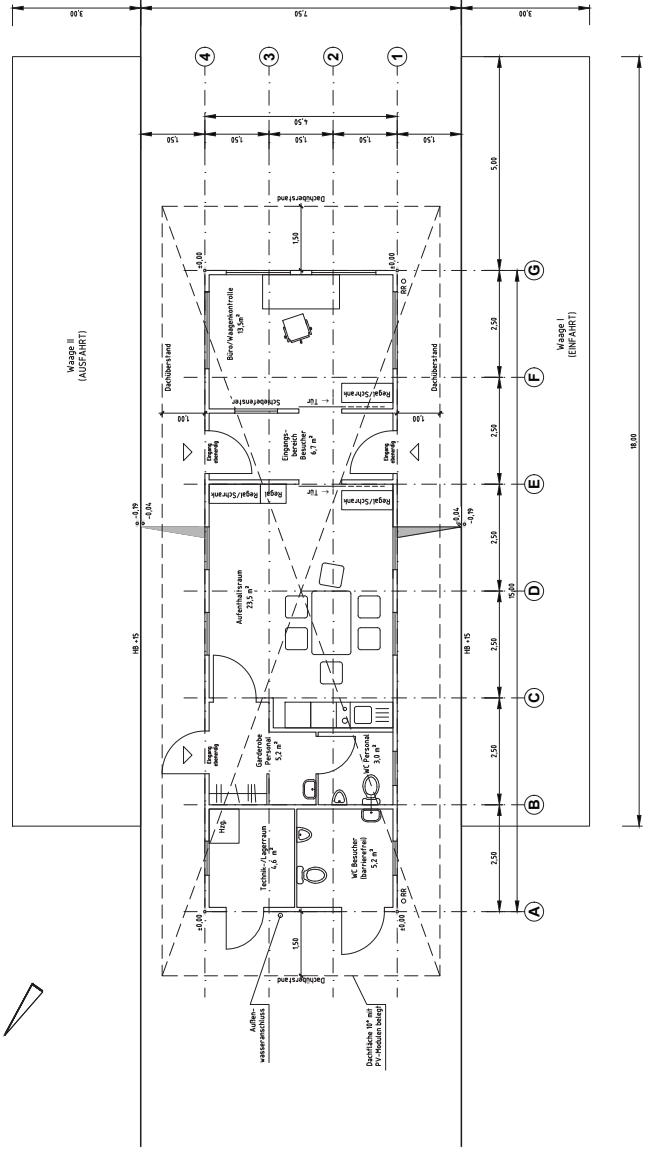 3,00
7,50
3,00
4
3
2
1
4,50
1,50
1,50
1,50
1,50
1,50
5,00
Dachüberstand
1,50
±0,00
±0,00
G
RR
Waage II
(AUSFAHRT)
Waage I
(EINFAHRT)
Büro/Waagenkontrolle
13,5m²
Dachüberstand
Dachüberstand
2,50
F
Schiebefenster
Tür
Regal/Schrank
1,00
1,00
Eingang
ebenerdig
Eingangs-
bereich
Besucher
6,7 m²
Eingang
ebenerdig
2,50
18,00
E
Regal/Schrank
Regal
Tür
Regal/Schrank
-0,19
-0,04
-0,04
-0,19
2,50
Aufenthaltsraum
23,5 m²
15,00
D
HB +15
HB +15
2,50
C
Eingang
ebenerdig
Garderobe
Personal
5,2 m²
WC Personal
3,0 m²
2,50
B
Hzg.
Technik-/Lagerraum
4,6 m²
WC Besucher
(barrierefrei)
5,2 m²
2,50
RR
±0,00
±0,00
A
1,50
Dachüberstand
Außen-
wasseranschluss
Dachfläche 10° mit
PV-Modulen belegt